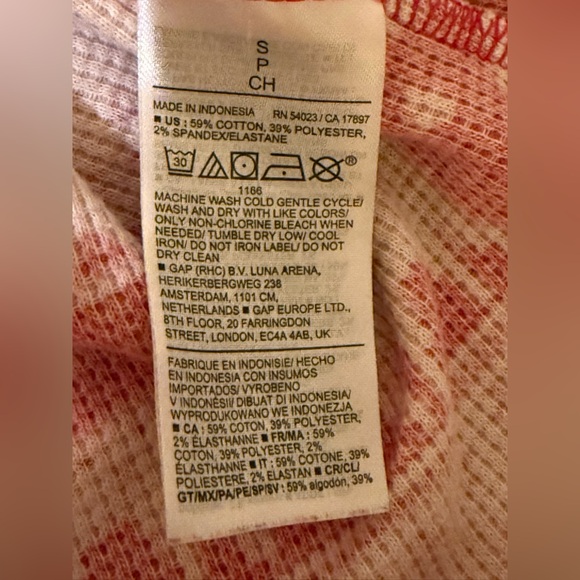 S
P
CH
MADE IN INDONESIA RN 54023 / CA 17897
■ US : 59% COTTON, 39% POLYESTER,
2% SPANDEX/ELASTANE
30
1166
MACHINE WASH COLD GENTLE CYCLE/
WASH AND DRY WITH LIKE COLORS/
ONLY NON-CHLORINE BLEACH WHEN
NEEDED/ TUMBLE DRY LOW/ COOL
IRON/ DO NOT IRON LABEL/ DO NOT
DRY CLEAN
■ GAP (RHC) B.V. LUNA ARENA,
HERIKERBERGWEG 238
AMSTERDAM, 1101 CM,
NETHERLANDS ■ GAP EUROPE LTD.,
8TH FLOOR, 20 FARRINGDON
STREET, LONDON, EC4A 4AB, UK
FABRIQUE EN INDONISIE/ HECHO
EN INDONESIA CON INSUMOS
IMPORTADOS/ VYROBENO
V INDONÉSII/ DIBUAT DI INDONESIA/
WYPRODUKOWANO WE INDONEZJA
■ CA : 59% COTON, 39% POLYESTER,
2% ÉLASTHANNE ■ FR/MA : 59%
COTON, 39% POLYESTER, 2%
ÉLASTHANNE ■ IT : 59% COTONE, 39%
POLIESTERE, 2% ELASTAN ■ CR/CL/
GT/MX/PA/PE/SP/SV : 59% algodón, 39%